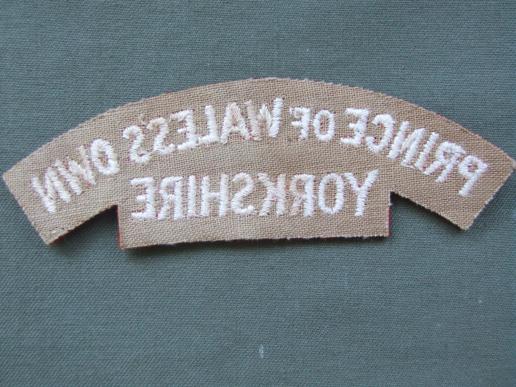 PRINCE OF WALES'S OWN
YORKSHIRE